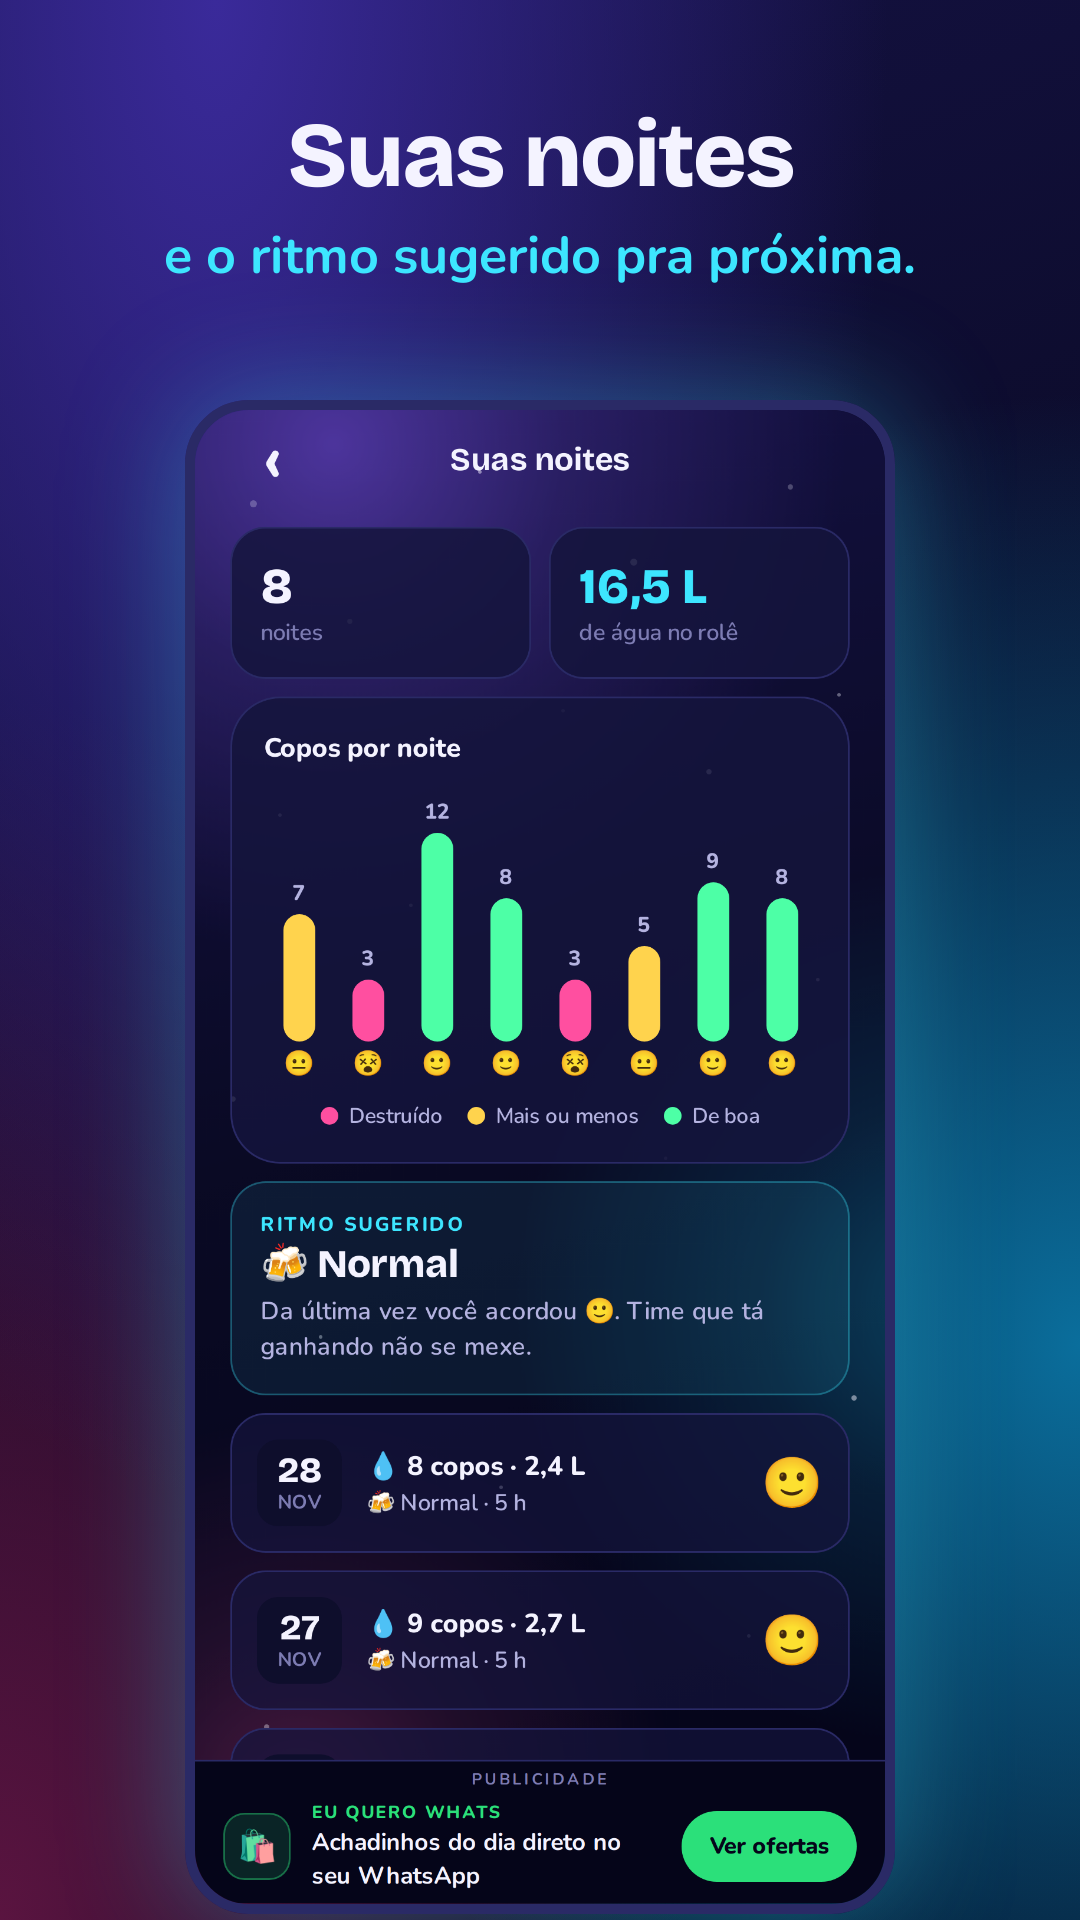 Suas noites
e o ritmo sugerido pra próxima.
Suas noites
8
noites
16,5 L
de água no rolê
Copos por noite
7
3
12
8
3
5
9
8
Destruído
Mais ou menos
De boa
RITMO SUGERIDO
🍻 Normal
Da última vez você acordou 🙂. Time que tá
ganhando não se mexe.
28
NOV
💧 8 copos · 2,4 L
🍻 Normal · 5 h
27
NOV
💧 9 copos · 2,7 L
🍻 Normal · 5 h
PUBLICIDADE
EU QUERO WHATS
Achadinhos do dia direto no
seu WhatsApp
Ver ofertas